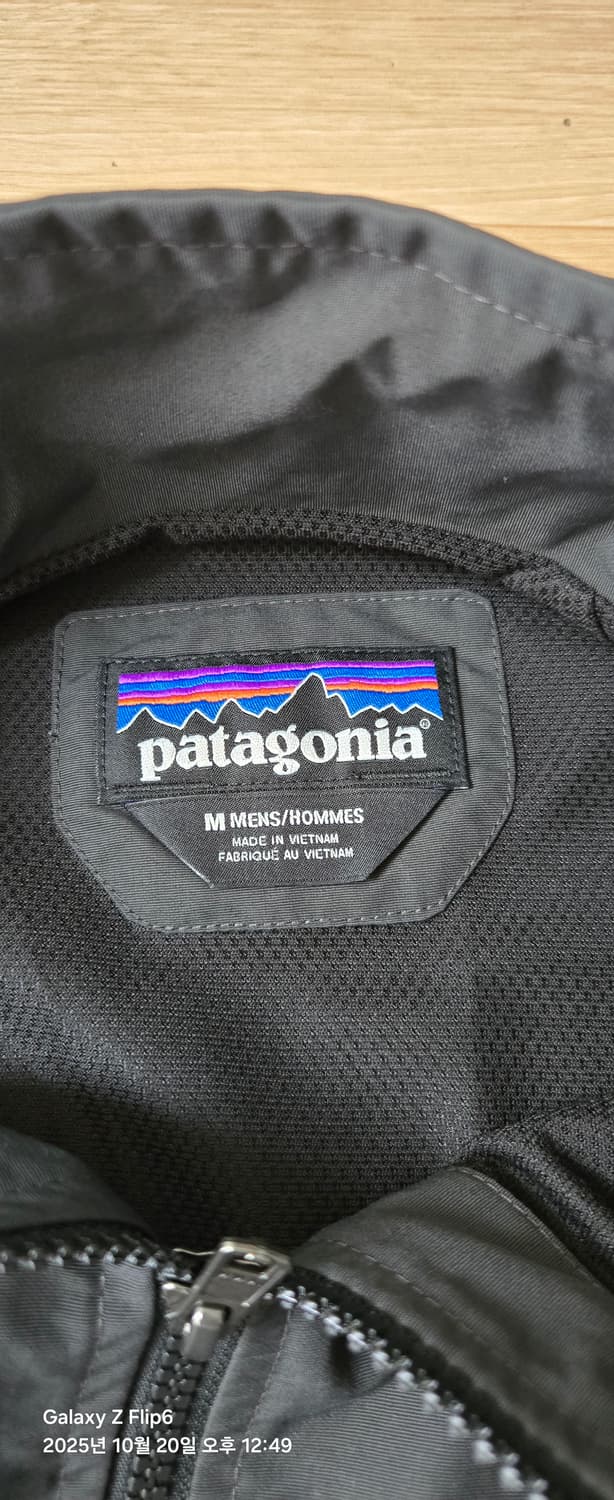 patagonia®
M MENS/HOMMES
MADE IN VIETNAM
FABRIQUÉ AU VIETNAM
Galaxy Z Flip6
2025년 10월 20일 오후 12:49